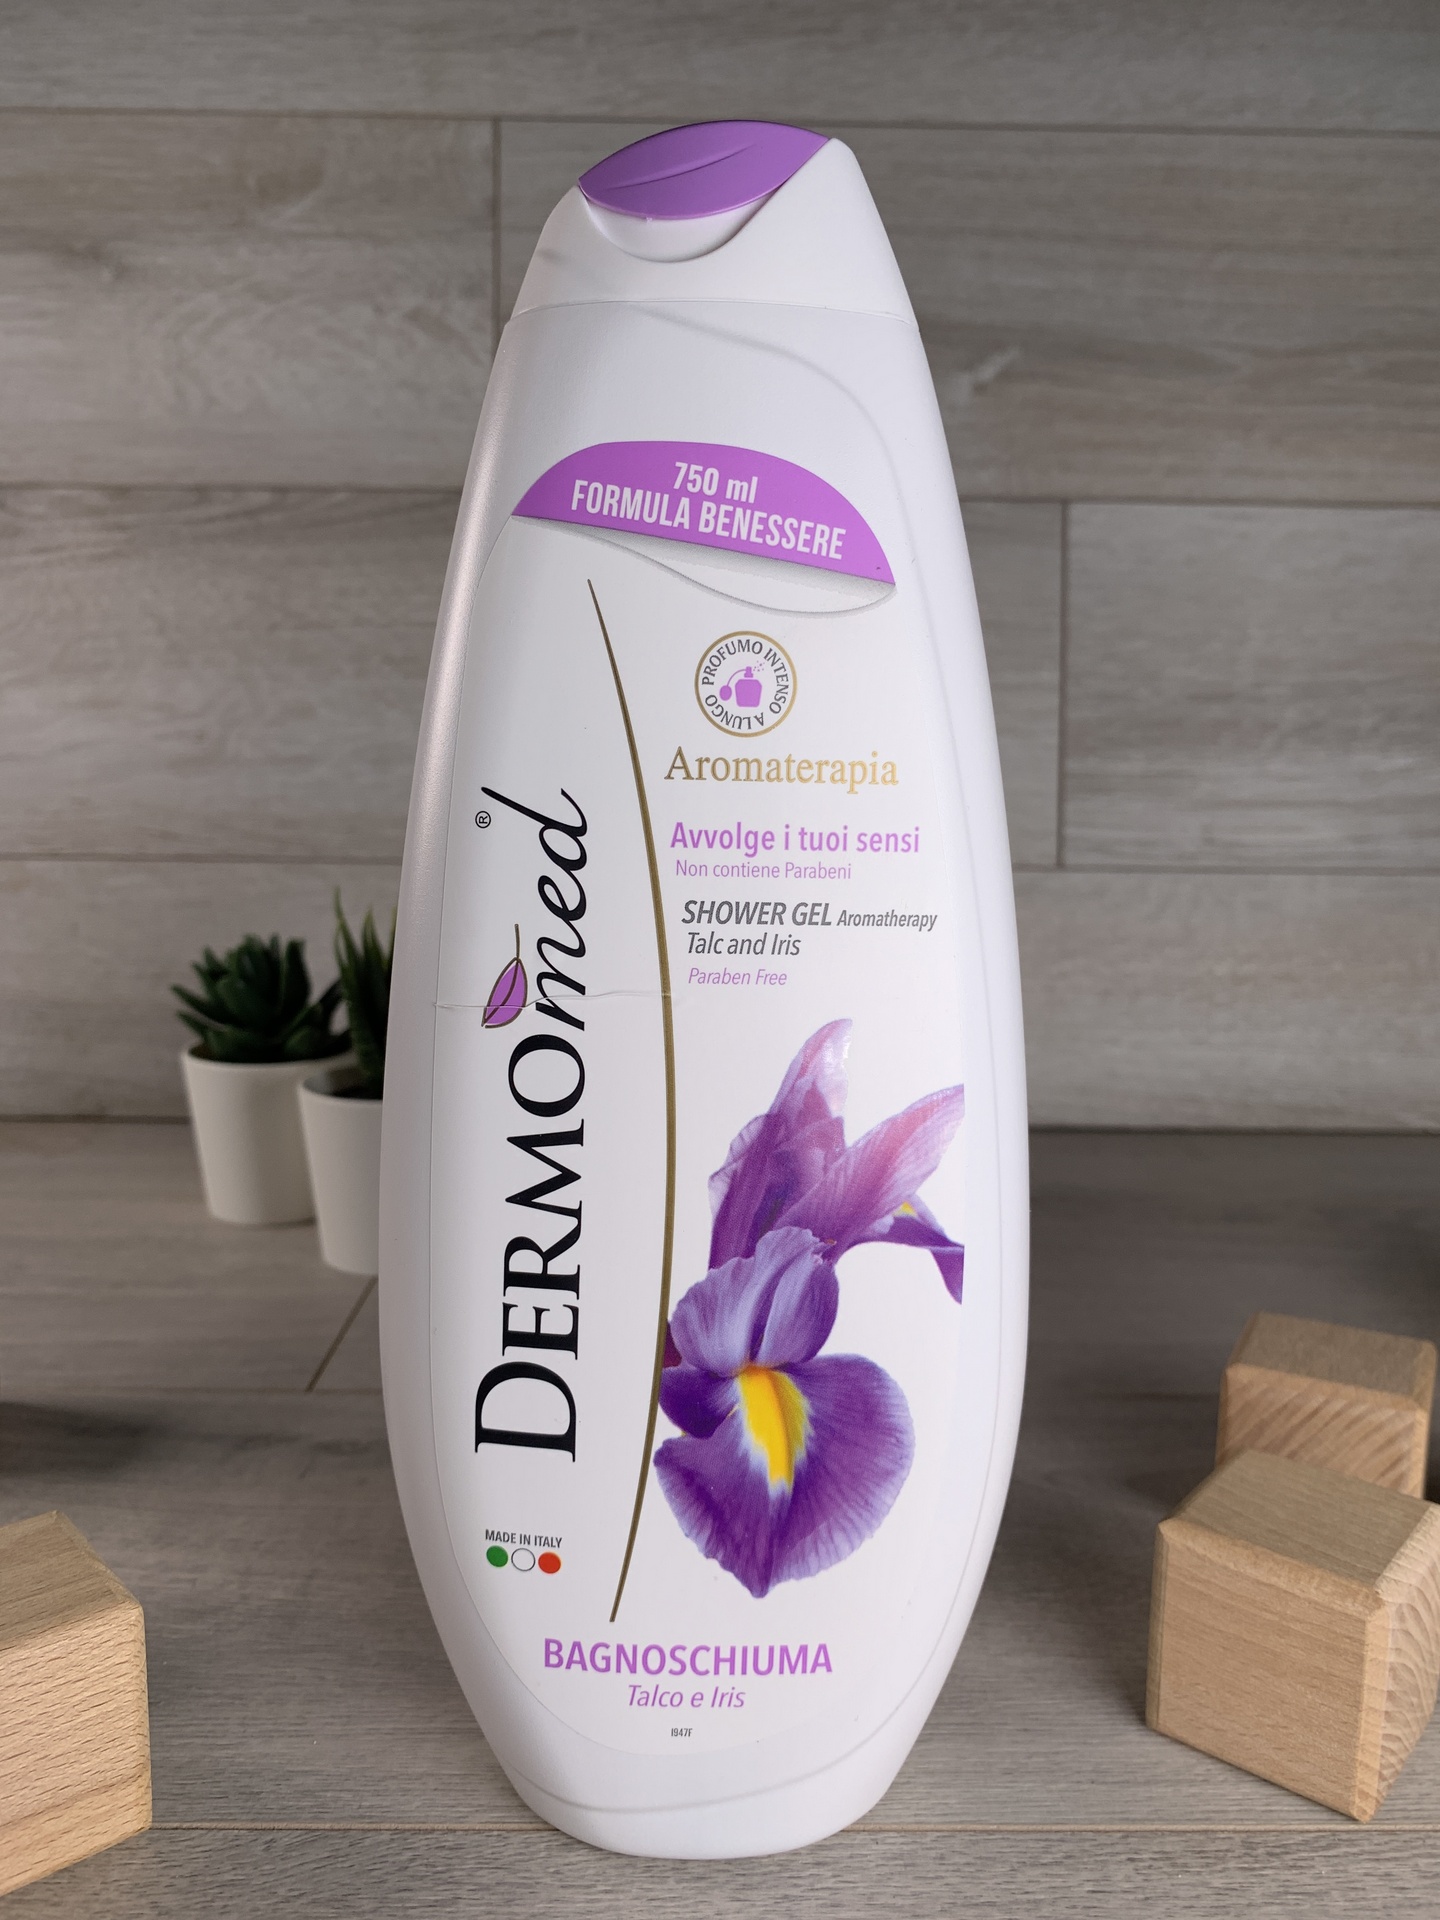 750 ml
FORMULA BENESSERE
PROFUMO INTENSO A LUNGO
Aromaterapia
Avvolge i tuoi sensi
Non contiene Parabeni
SHOWER GEL Aromatherapy
Talc and Iris
Paraben Free
DERMOmed®
MADE IN ITALY
BAGNOSCHIUMA
Talco e Iris
I947F